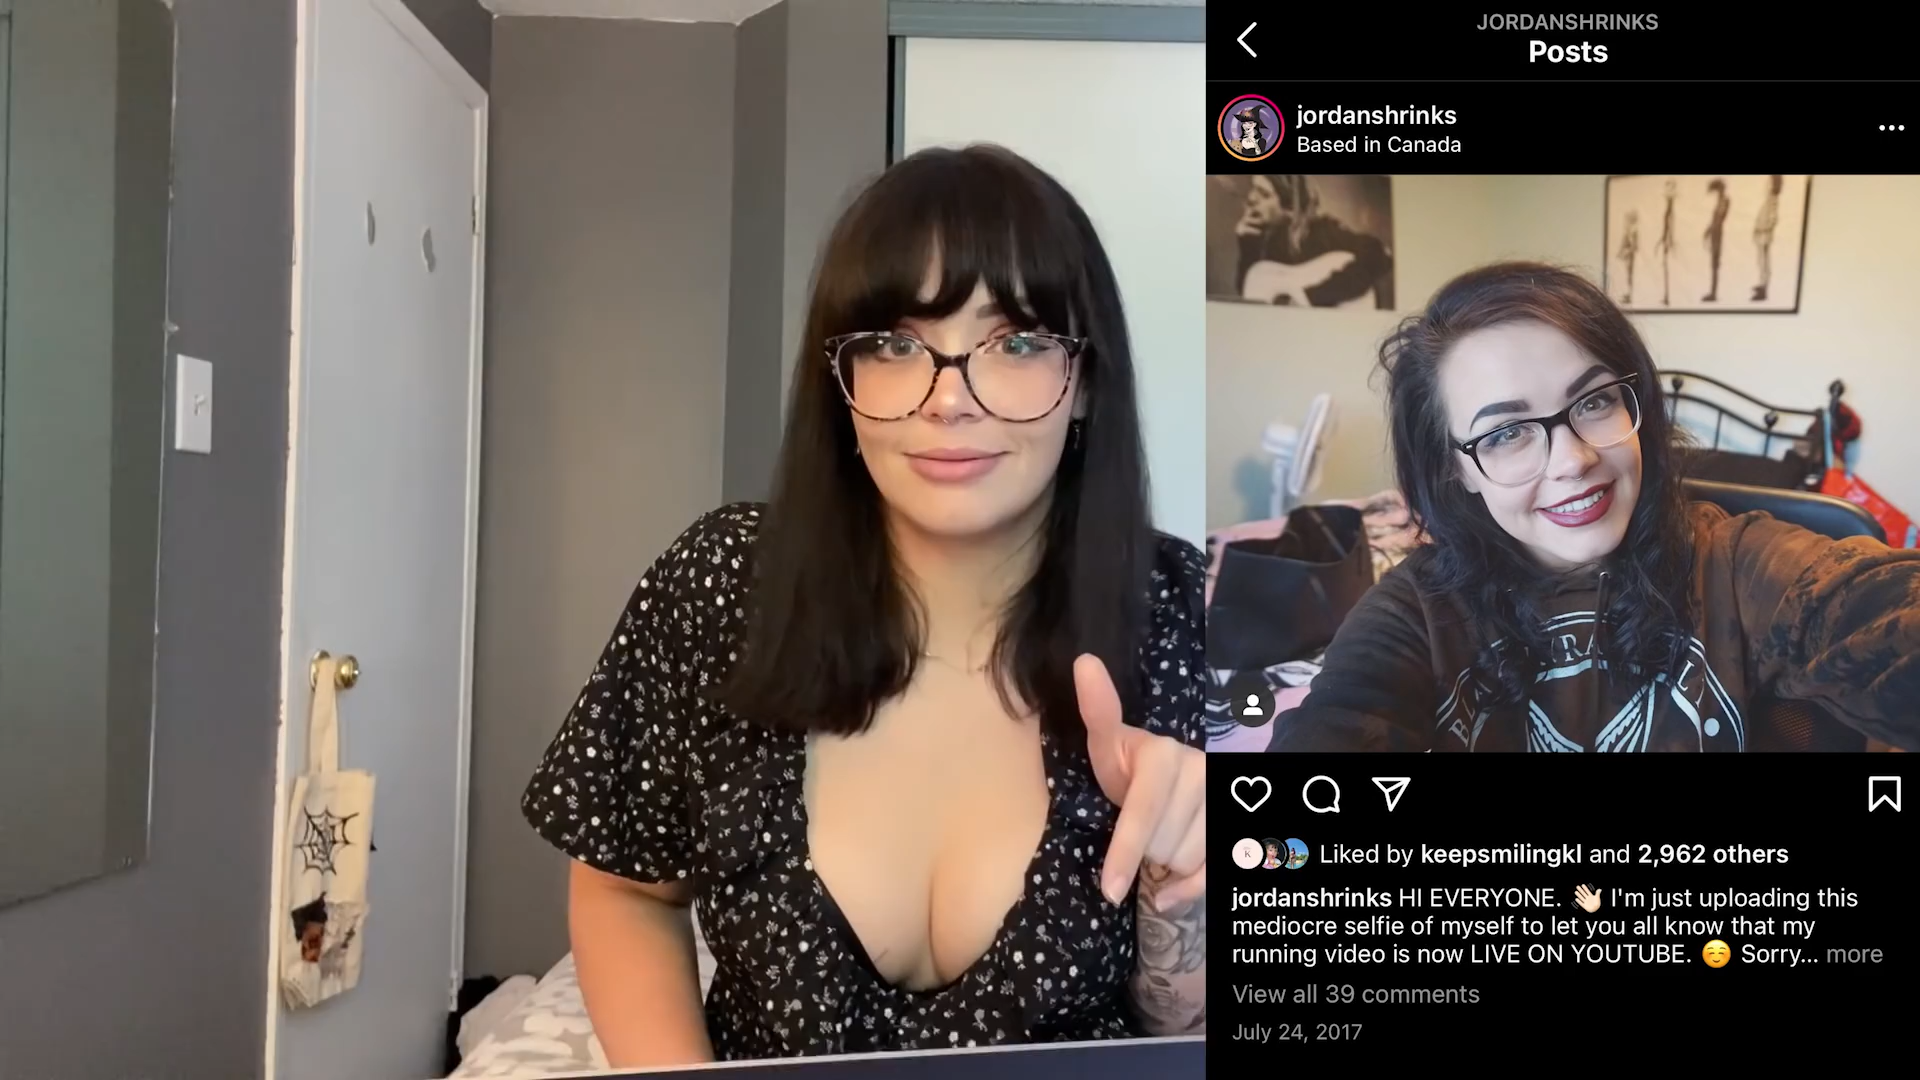 JORDANSHRINKS
Posts
jordanshrinks
Based in Canada
Liked by keepsmilingkl and 2,962 others
jordanshrinks HI EVERYONE. 👋🏻 I'm just uploading this
mediocre selfie of myself to let you all know that my
running video is now LIVE ON YOUTUBE. ☺️ Sorry... more
View all 39 comments
July 24, 2017